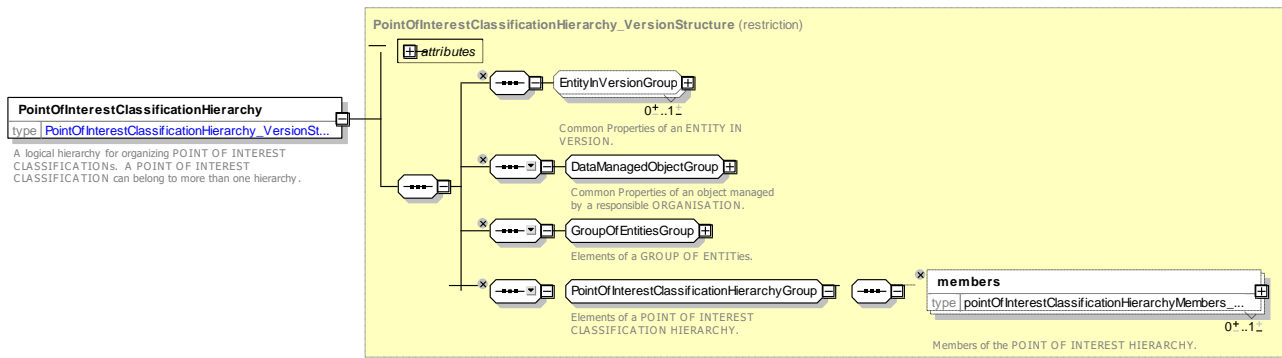 PointOfInterestClassificationHierarchy_VersionStructure (restriction)
attributes
EntityInVersionGroup
0..1
Common Properties of an ENTITY IN
VERSION.
PointOfInterestClassificationHierarchy
type PointOfInterestClassificationHierarchy_VersionSt...
A logical hierarchy for organizing POINT OF INTEREST
CLASSIFICATIONs. A POINT OF INTEREST
CLASSIFICATION can belong to more than one hierarchy.
DataManagedObjectGroup
Common Properties of an object managed
by a responsible ORGANISATION.
GroupOfEntitiesGroup
Elements of a GROUP OF ENTITies.
PointOfInterestClassificationHierarchyGroup
Elements of a POINT OF INTEREST
CLASSIFICATION HIERARCHY.
members
type pointOfInterestClassificationHierarchyMembers_...
0..1
Members of the POINT OF INTEREST HIERARCHY.